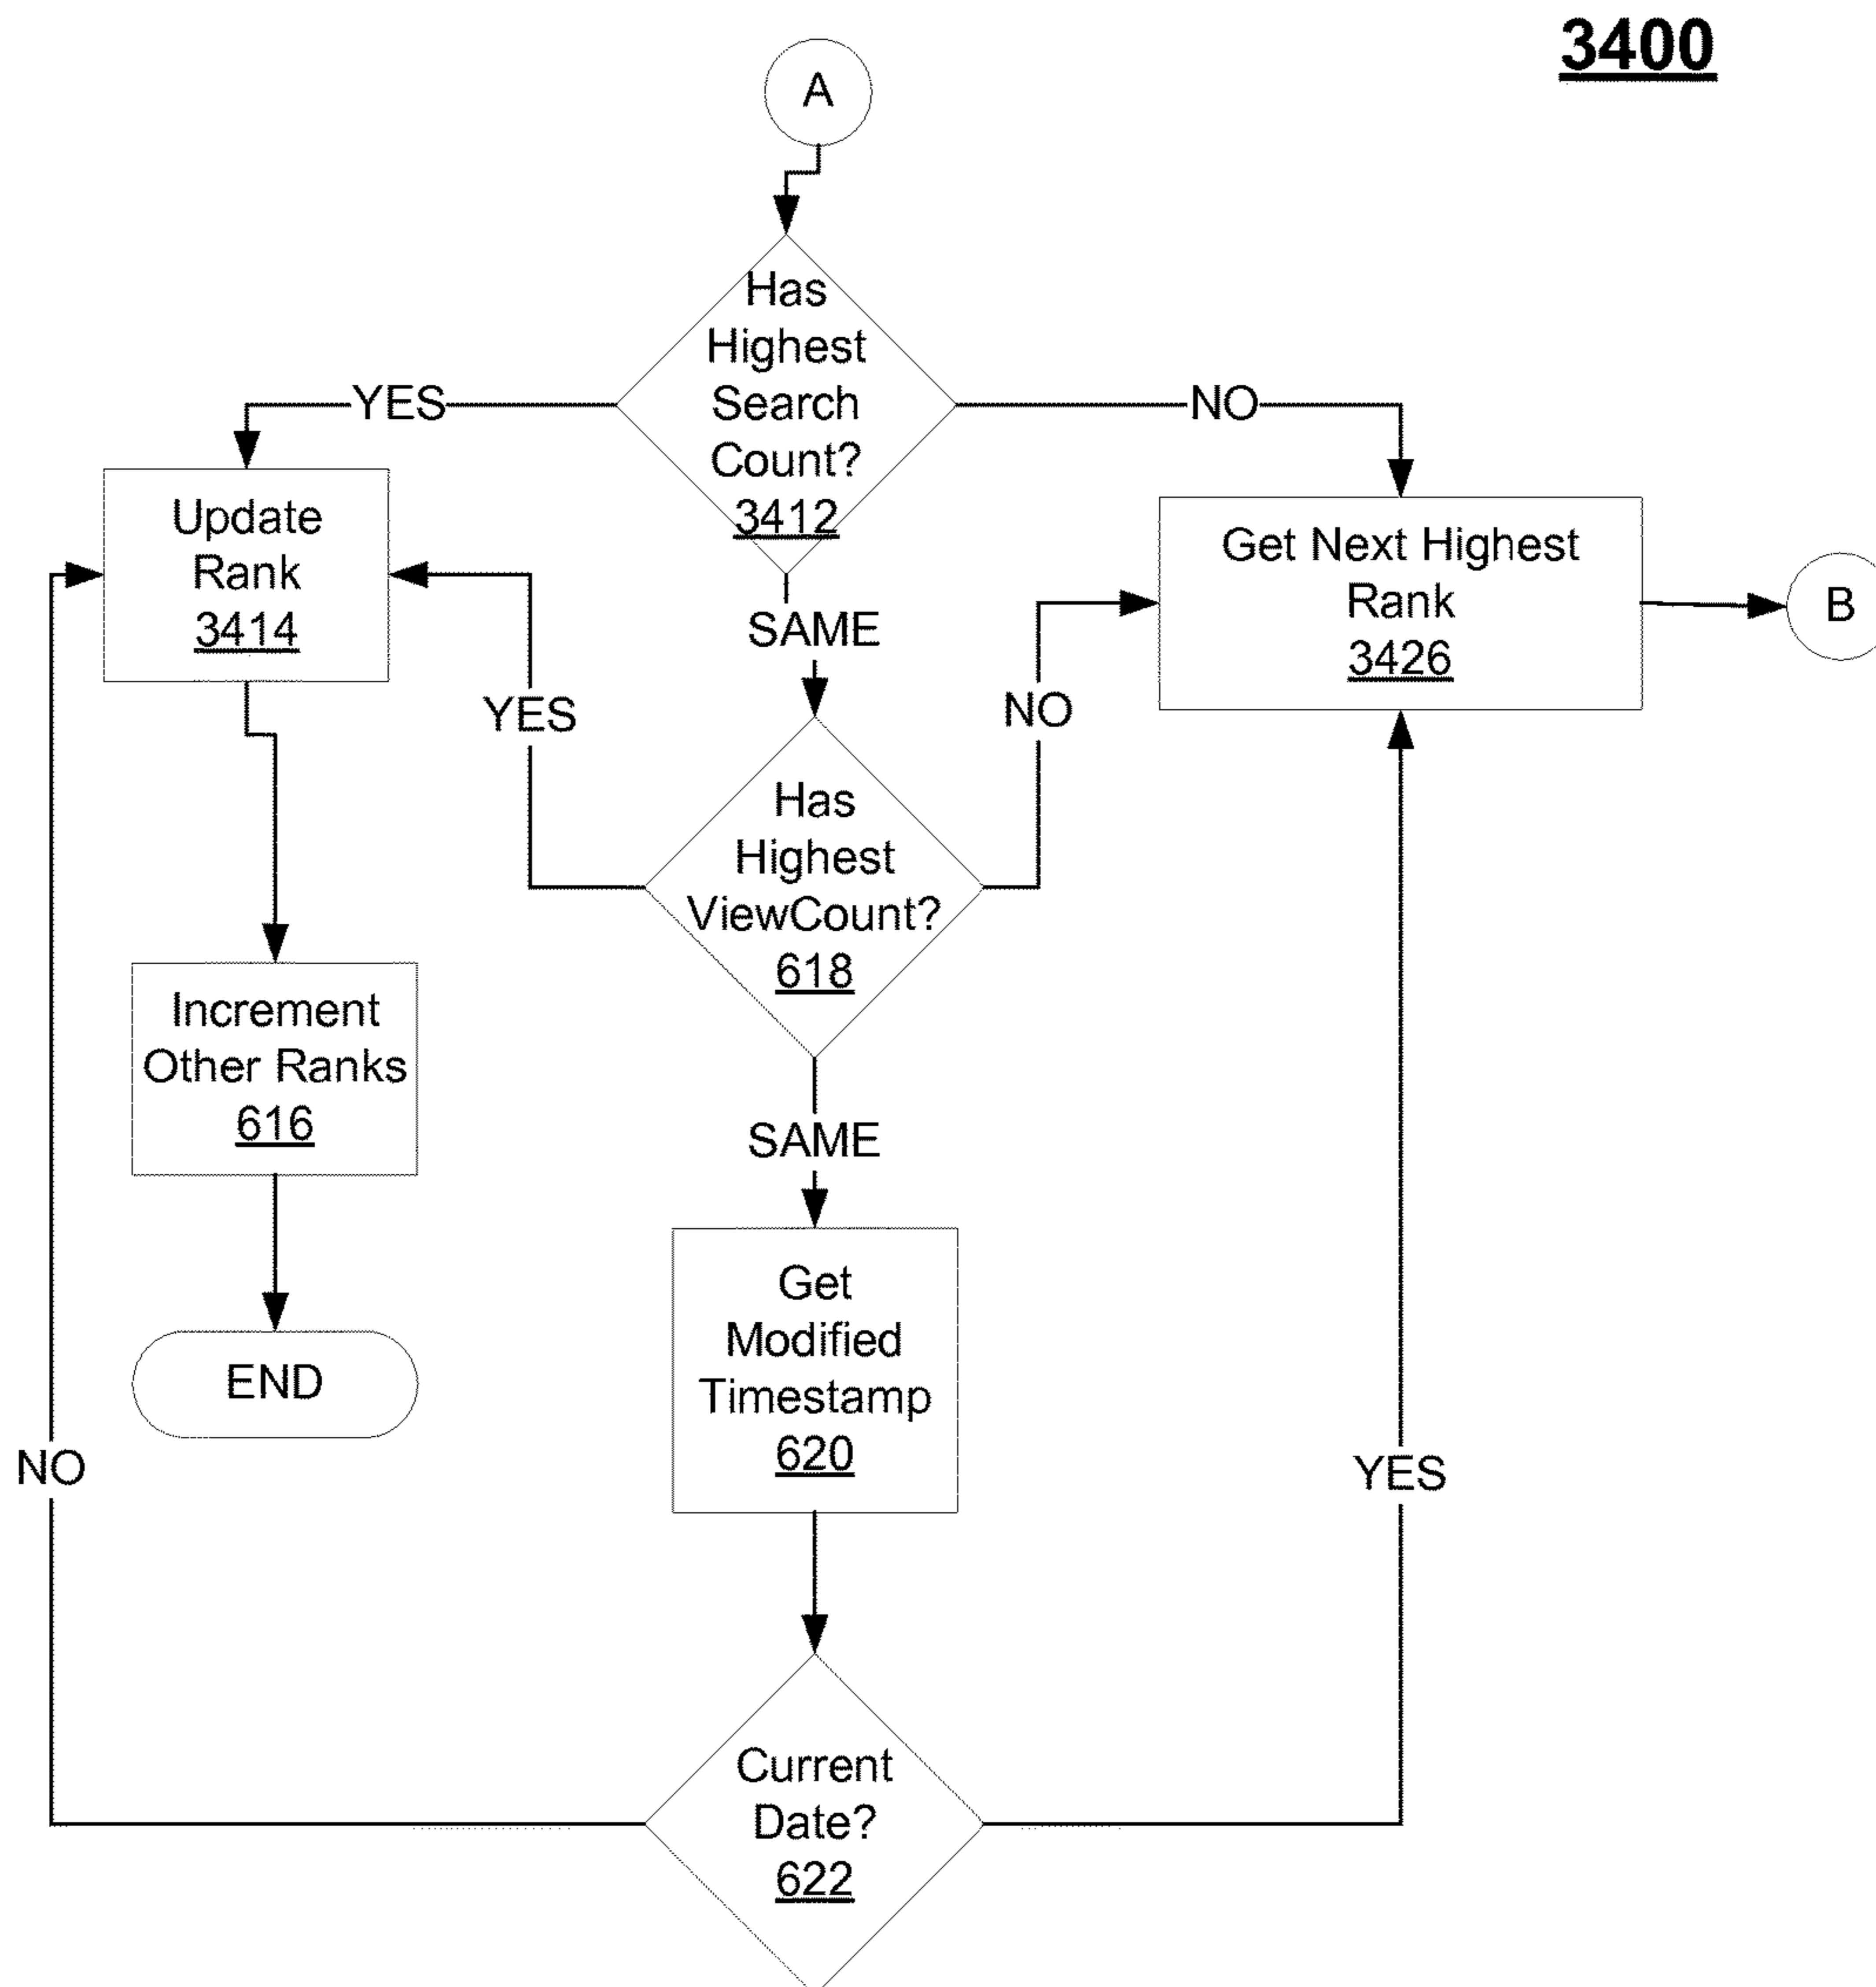 3400
A
Has
Highest
Search
Count?
3412
YES
NO
Update
Rank
3414
Get Next Highest
Rank
3426
B
SAME
YES
NO
Has
Highest
ViewCount?
618
Increment
Other Ranks
616
SAME
Get
Modified
Timestamp
620
END
NO
YES
Current
Date?
622